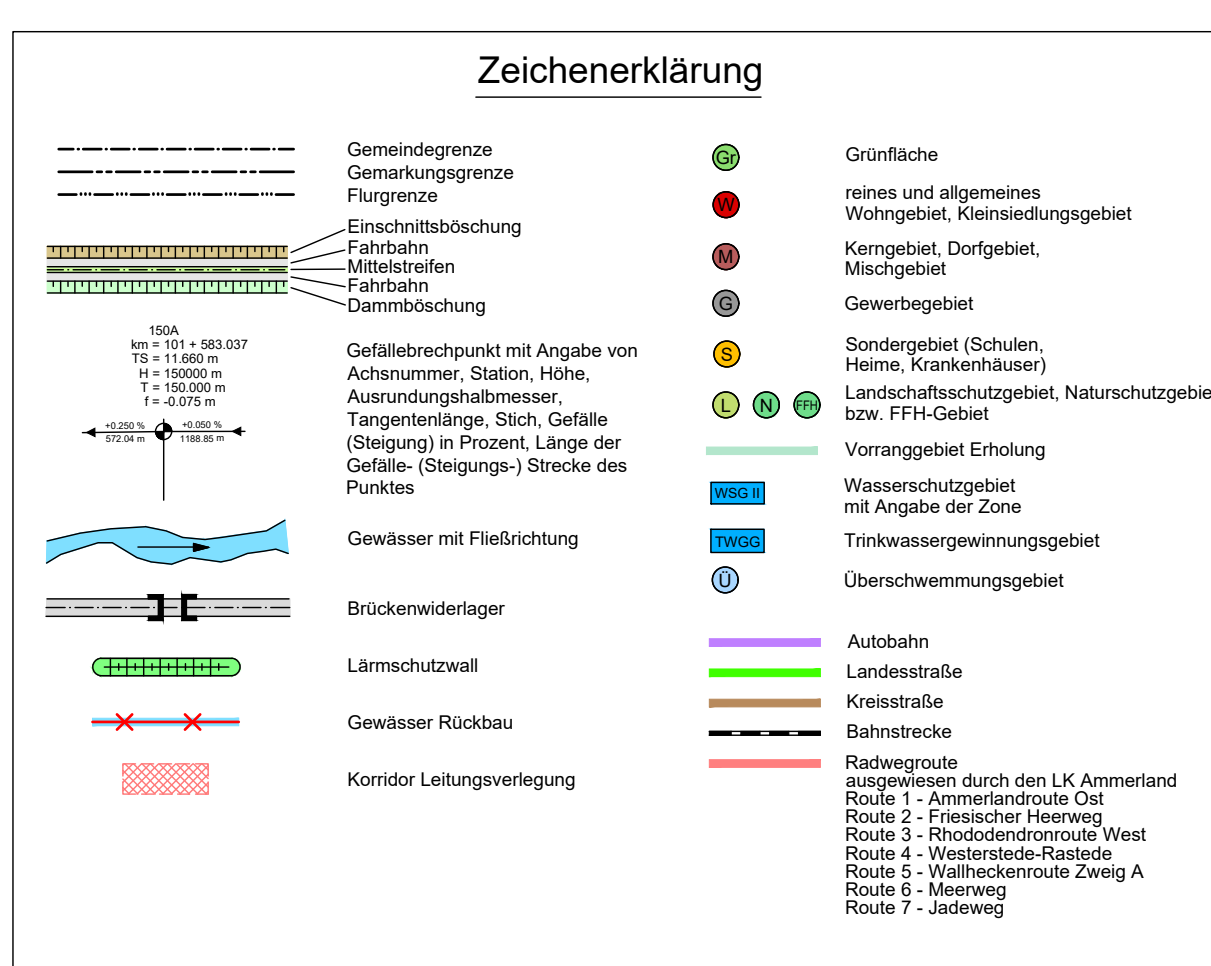 Zeichenerklärung
Gemeindegrenze
Gemarkungsgrenze
Flurgrenze
Einschnittsböschung
Fahrbahn
Mittelstreifen
Fahrbahn
Dammböschung
150A
km = 101 + 583.037
TS = 11.660 m
H = 150000 m
T = 150.000 m
f = -0.075 m
+0.250 %
572.04 m
+0.050 %
1188.85 m
Gefällebrechpunkt mit Angabe von
Achsnummer, Station, Höhe,
Ausrundungshalbmesser,
Tangentenlänge, Stich, Gefälle
(Steigung) in Prozent, Länge der
Gefälle- (Steigungs-) Strecke des
Punktes
Gewässer mit Fließrichtung
Brückenwiderlager
Lärmschutzwall
Gewässer Rückbau
Korridor Leitungsverlegung
Gr
Grünfläche
W
reines und allgemeines
Wohngebiet, Kleinsiedlungsgebiet
M
Kerngebiet, Dorfgebiet,
Mischgebiet
G
Gewerbegebiet
S
Sondergebiet (Schulen,
Heime, Krankenhäuser)
L N FFH
Landschaftsschutzgebiet, Naturschutzgebie
bzw. FFH-Gebiet
Vorranggebiet Erholung
WSG II
Wasserschutzgebiet
mit Angabe der Zone
TWGG
Trinkwassergewinnungsgebiet
Ü
Überschwemmungsgebiet
Autobahn
Landesstraße
Kreisstraße
Bahnstrecke
Radwegroute
ausgewiesen durch den LK Ammerland
Route 1 - Ammerlandroute Ost
Route 2 - Friesischer Heerweg
Route 3 - Rhododendronroute West
Route 4 - Westerstede-Rastede
Route 5 - Wallheckenroute Zweig A
Route 6 - Meerweg
Route 7 - Jadeweg